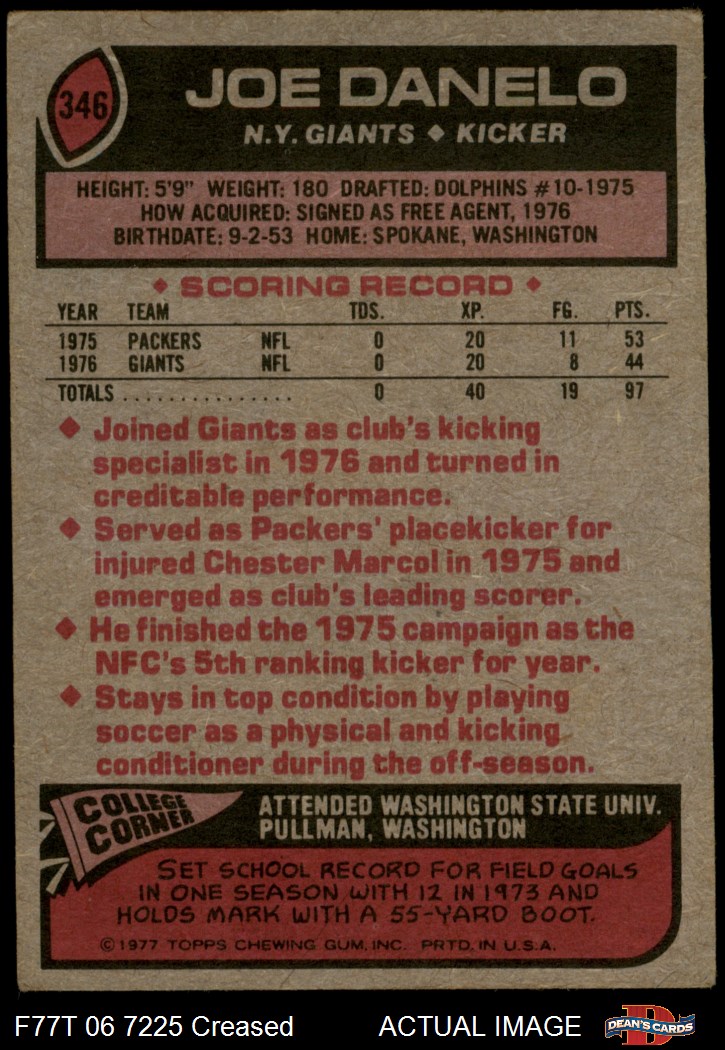 346
JOE DANELO
N.Y. GIANTS ♦ KICKER
HEIGHT: 5'9" WEIGHT: 180 DRAFTED: DOLPHINS #10-1975
HOW ACQUIRED: SIGNED AS FREE AGENT, 1976
BIRTHDATE: 9-2-53 HOME: SPOKANE, WASHINGTON
♦ SCORING RECORD ♦
YEAR TEAM TDS. XP. FG. PTS.
1975 PACKERS NFL 0 20 11 53
1976 GIANTS NFL 0 20 8 44
TOTALS ................ 0 40 19 97
♦ Joined Giants as club's kicking
specialist in 1976 and turned in
creditable performance.
♦ Served as Packers' placekicker for
injured Chester Marcol in 1975 and
emerged as club's leading scorer.
♦ He finished the 1975 campaign as the
NFC's 5th ranking kicker for year.
♦ Stays in top condition by playing
soccer as a physical and kicking
conditioner during the off-season.
COLLEGE
CORNER
ATTENDED WASHINGTON STATE UNIV.
PULLMAN, WASHINGTON
SET SCHOOL RECORD FOR FIELD GOALS
IN ONE SEASON WITH 12 IN 1973 AND
HOLDS MARK WITH A 55-YARD BOOT.
©1977 TOPPS CHEWING GUM, INC. PRTD. IN U.S.A.
F77T 06 7225 Creased ACTUAL IMAGE
D
DEAN'S CARDS